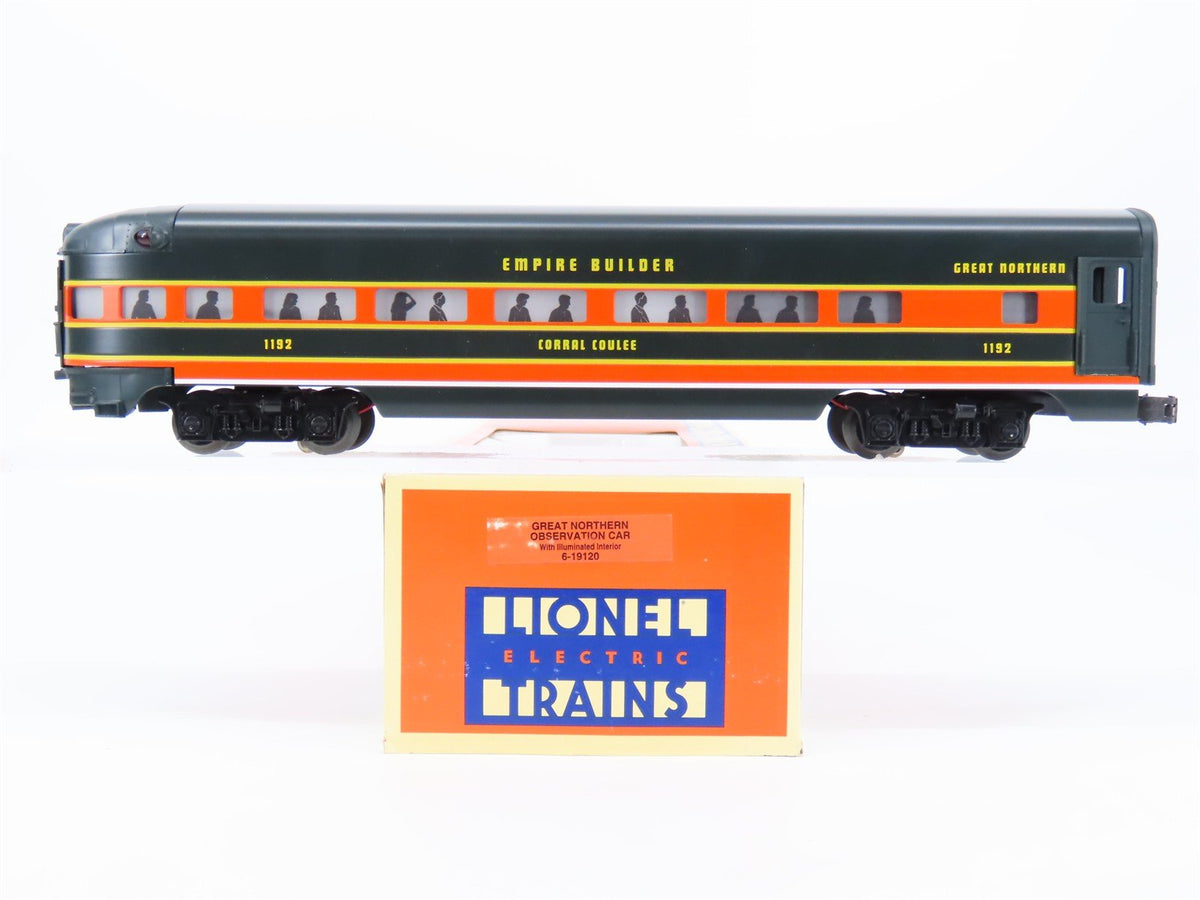 EMPIRE BUILDER
GREAT NORTHERN
1192
CORRAL COULEE
1192
GREAT NORTHERN
OBSERVATION CAR
With Illuminated Interior
6-19120
LIONEL
ELECTRIC
TRAINS